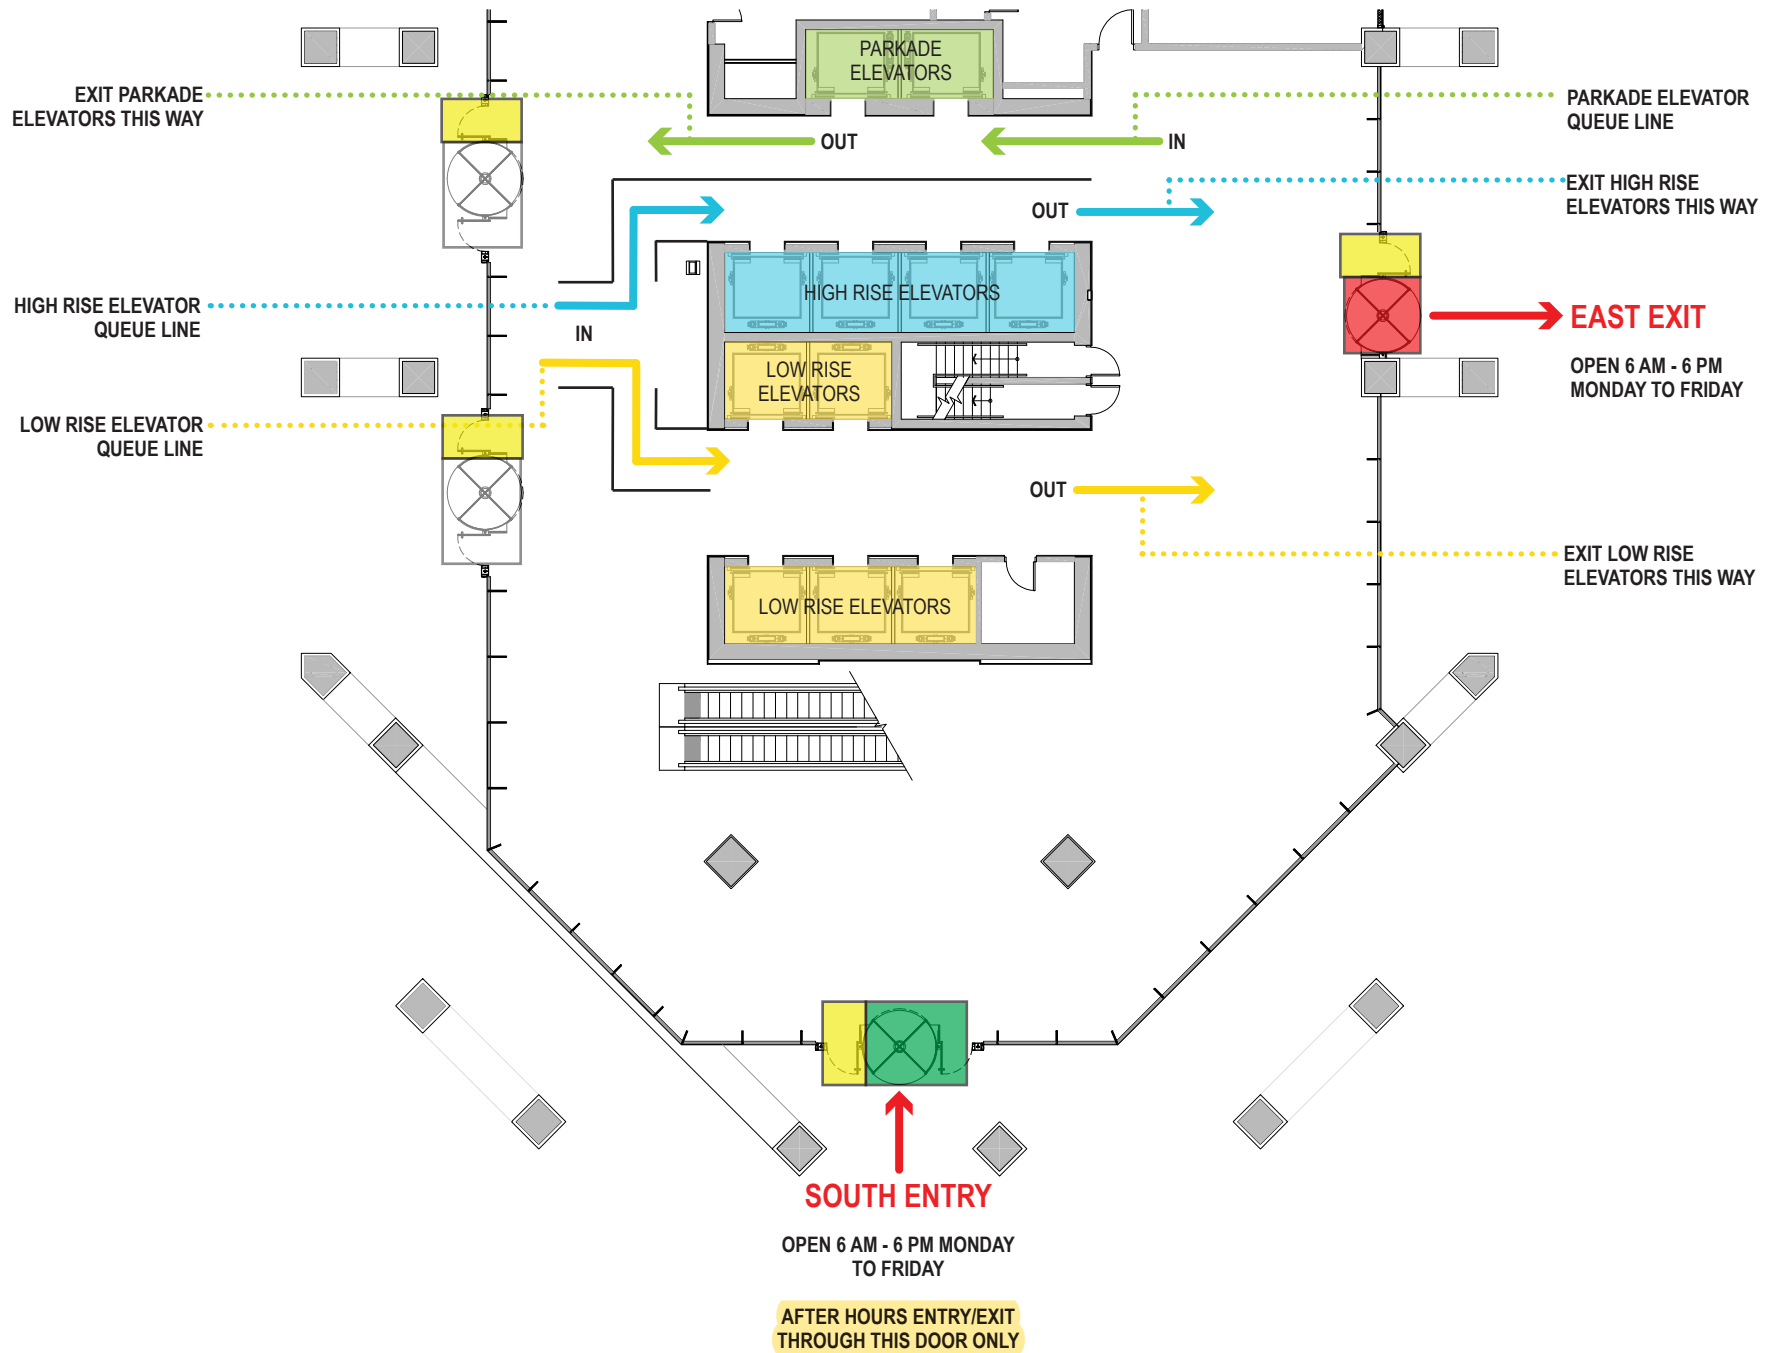 PARKADE
ELEVATORS
EXIT PARKADE
ELEVATORS THIS WAY
PARKADE ELEVATOR
QUEUE LINE
OUT
IN
EXIT HIGH RISE
ELEVATORS THIS WAY
OUT
HIGH RISE ELEVATOR
QUEUE LINE
IN
HIGH RISE ELEVATORS
EAST EXIT
OPEN 6 AM - 6 PM
MONDAY TO FRIDAY
LOW RISE
ELEVATORS
LOW RISE ELEVATOR
QUEUE LINE
OUT
EXIT LOW RISE
ELEVATORS THIS WAY
LOW RISE ELEVATORS
SOUTH ENTRY
OPEN 6 AM - 6 PM MONDAY
TO FRIDAY
AFTER HOURS ENTRY/EXIT
THROUGH THIS DOOR ONLY